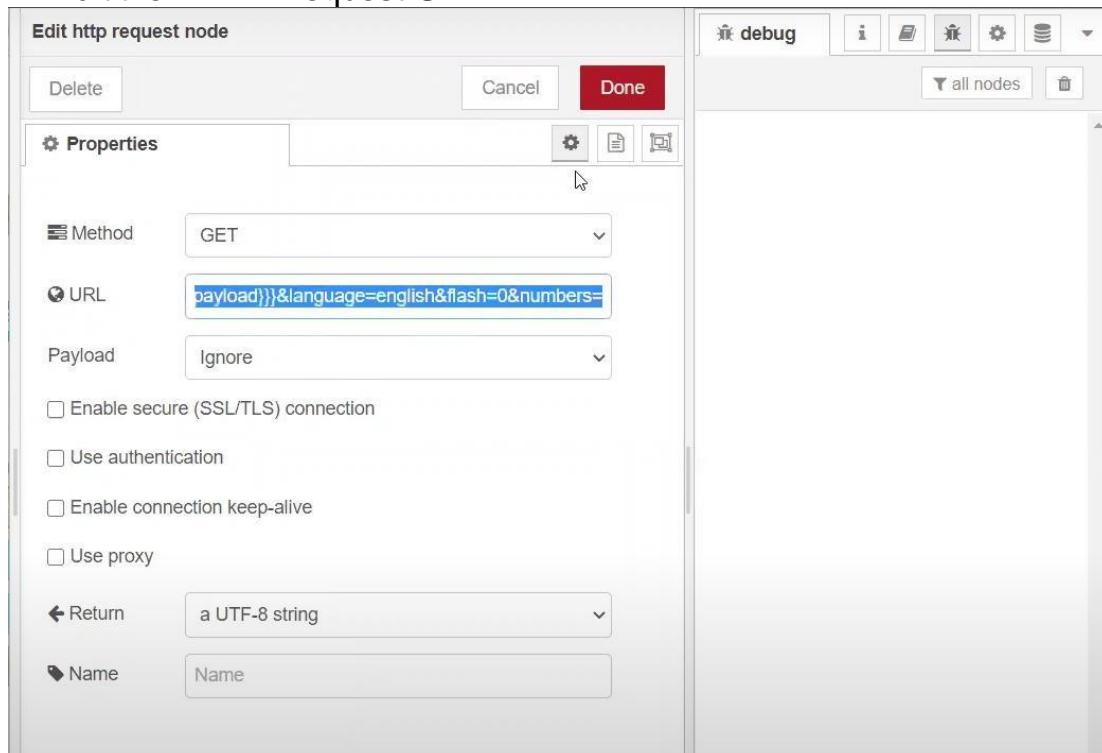 Edit http request node
Delete
Cancel
Done
Properties
Method
GET
URL
payload}}}&language=english&flash=0&numbers=
Payload
Ignore
Enable secure (SSL/TLS) connection
Use authentication
Enable connection keep-alive
Use proxy
Return
a UTF-8 string
Name
Name
debug
i
all nodes